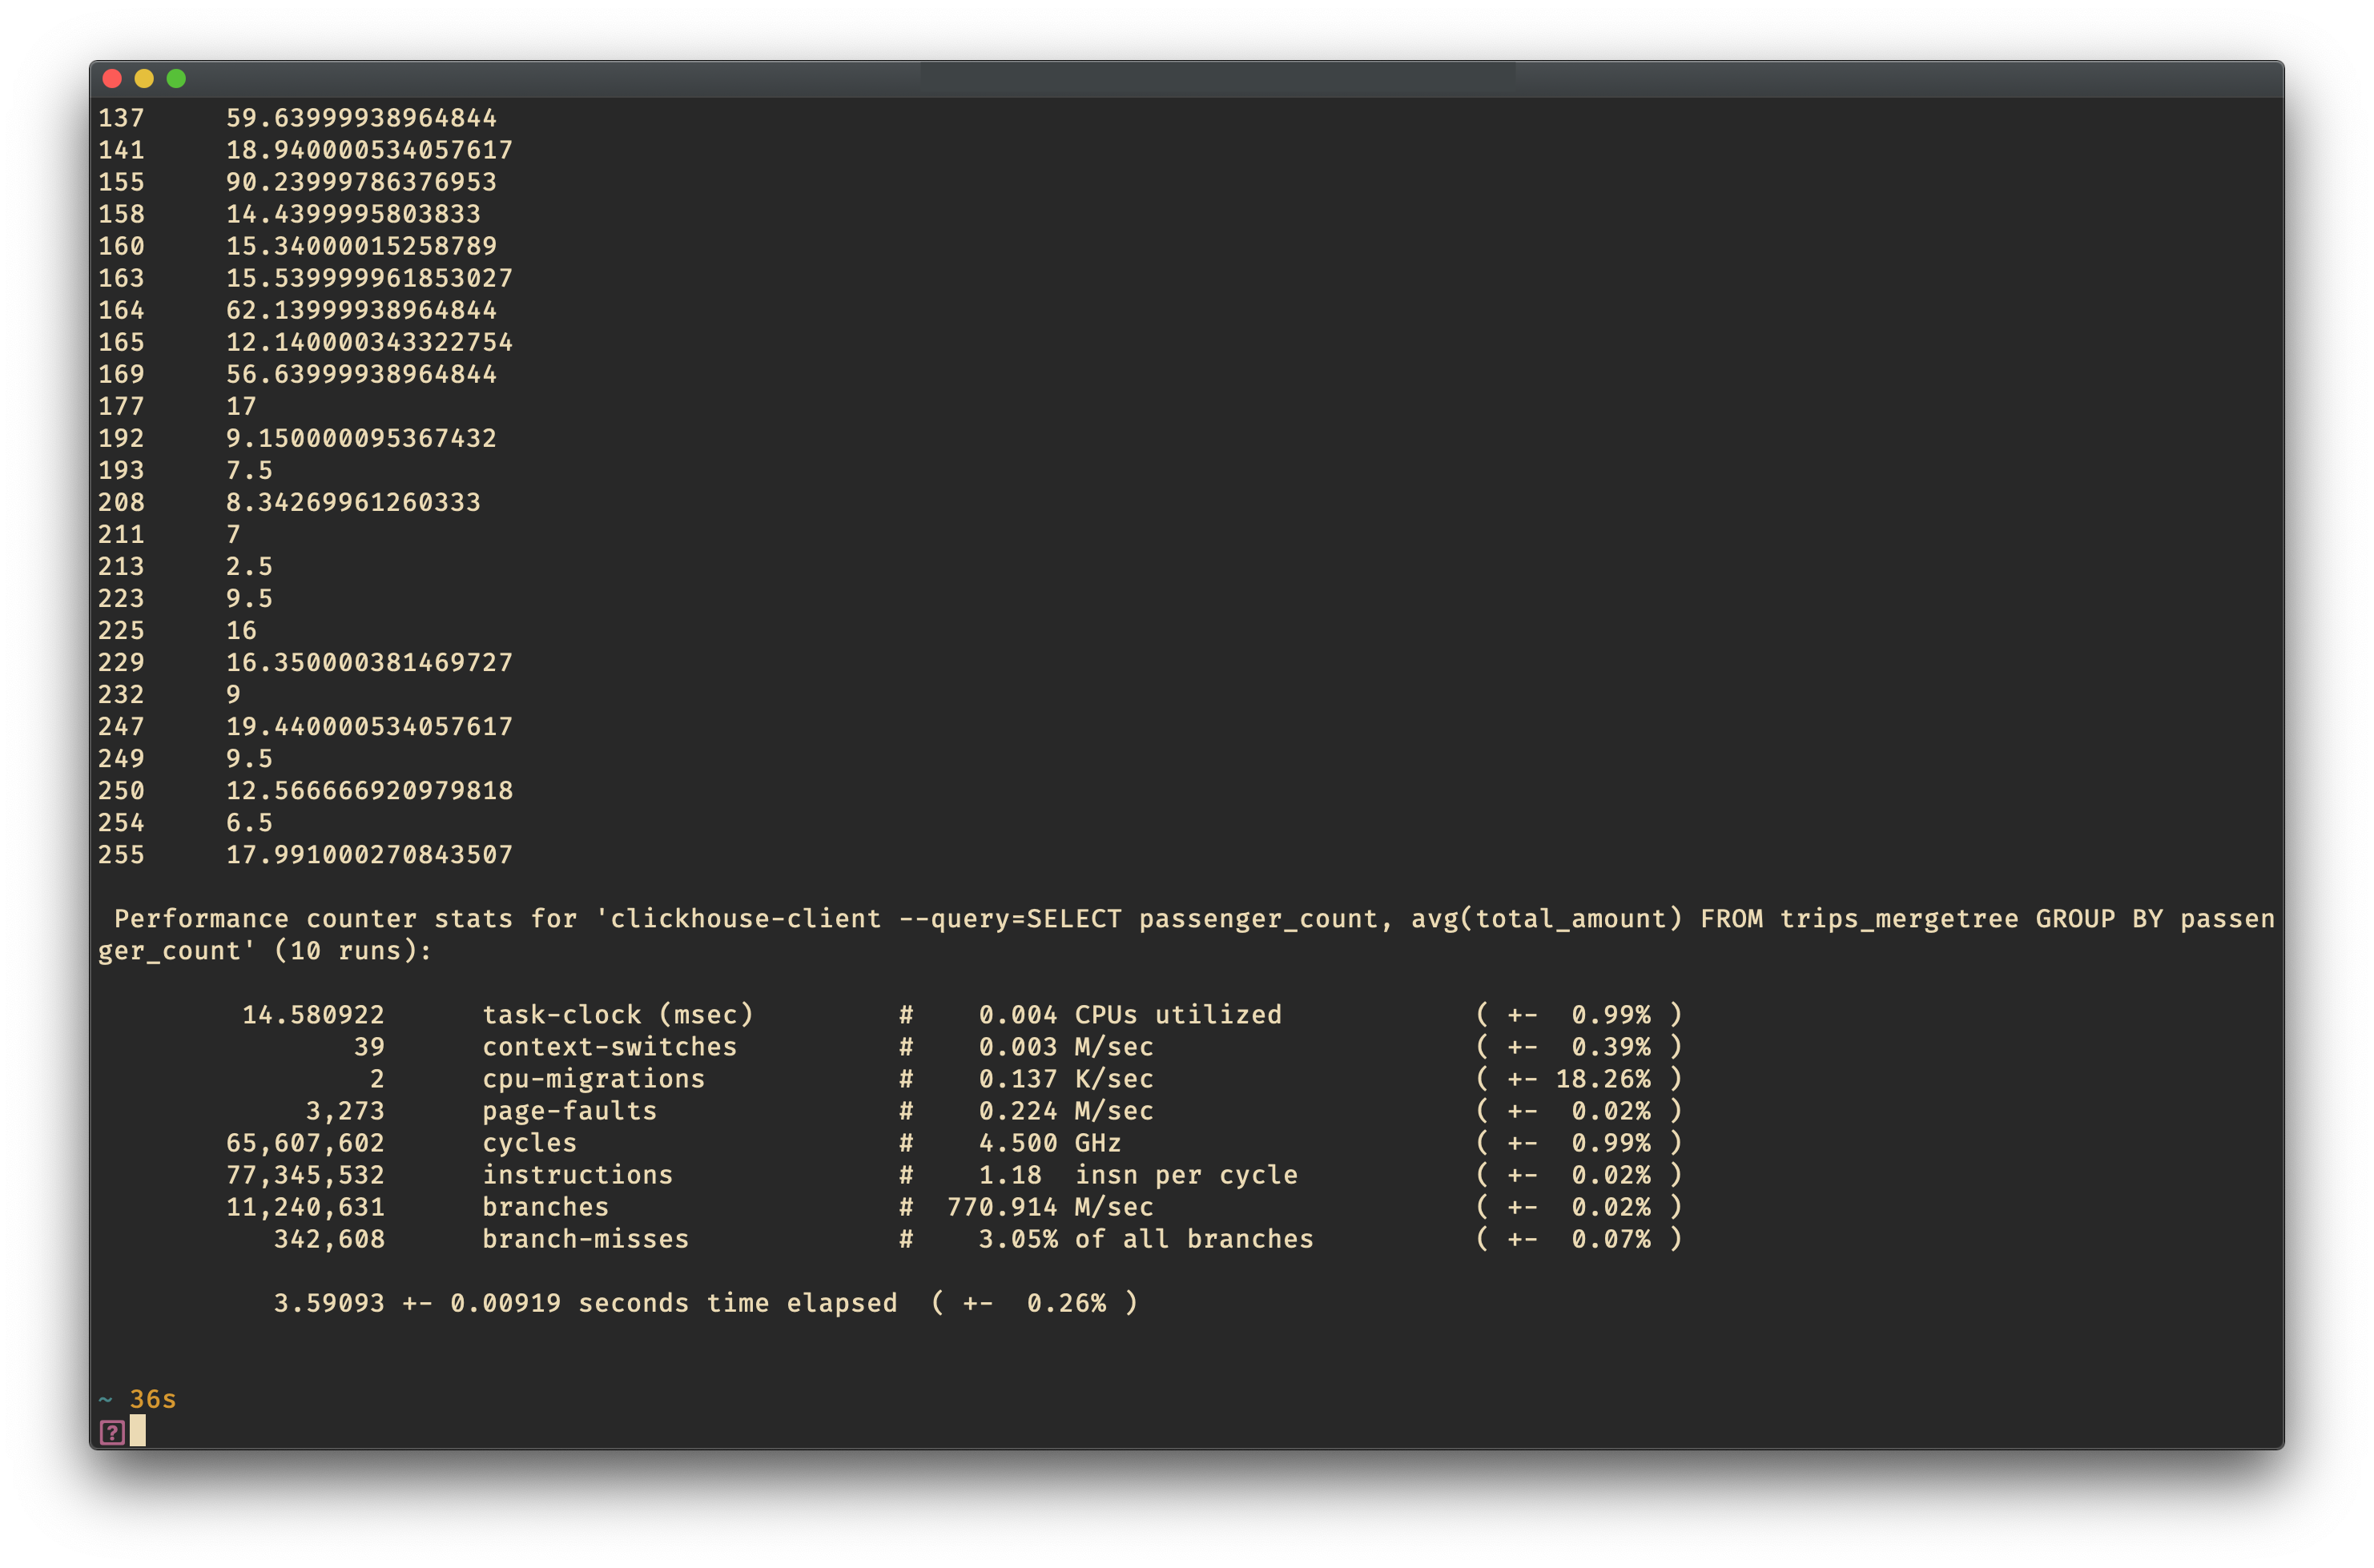 137     59.63999938964844
141     18.940000534057617
155     90.23999786376953
158     14.4399995803833
160     15.34000015258789
163     15.539999961853027
164     62.13999938964844
165     12.140000343322754
169     56.63999938964844
177     17
192     9.150000095367432
193     7.5
208     8.34269961260333
211     7
213     2.5
223     9.5
225     16
229     16.350000381469727
232     9
247     19.440000534057617
249     9.5
250     12.566666920979818
254     6.5
255     17.991000270843507
 Performance counter stats for 'clickhouse-client --query=SELECT passenger_count, avg(total_amount) FROM trips_mergetree GROUP BY passen
ger_count' (10 runs):
         14.580922      task-clock (msec)         #    0.004 CPUs utilized            ( +-  0.99% )
                39      context-switches          #    0.003 M/sec                    ( +-  0.39% )
                 2      cpu-migrations            #    0.137 K/sec                    ( +- 18.26% )
             3,273      page-faults               #    0.224 M/sec                    ( +-  0.02% )
        65,607,602      cycles                    #    4.500 GHz                      ( +-  0.99% )
        77,345,532      instructions              #    1.18  insn per cycle           ( +-  0.02% )
        11,240,631      branches                  #  770.914 M/sec                    ( +-  0.02% )
           342,608      branch-misses             #    3.05% of all branches          ( +-  0.07% )
           3.59093 +- 0.00919 seconds time elapsed  ( +-  0.26% )
~ 36s
?